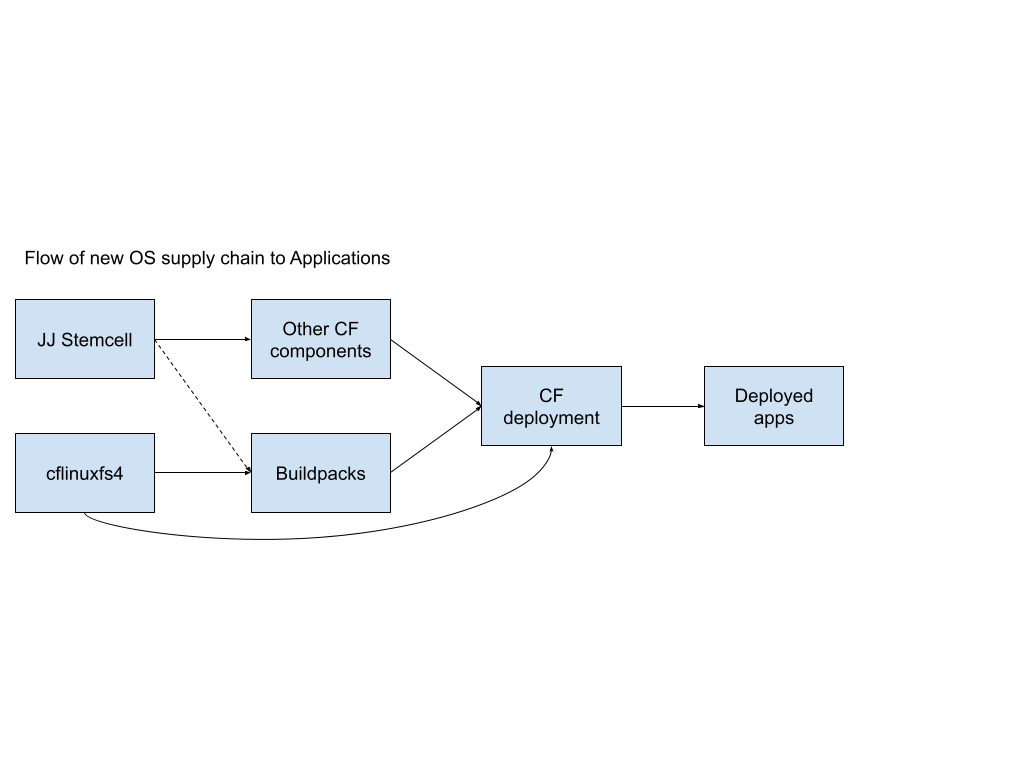 Flow of new OS supply chain to Applications
JJ Stemcell
Other CF
components
CF
deployment
Deployed
apps
cflinuxfs4
Buildpacks